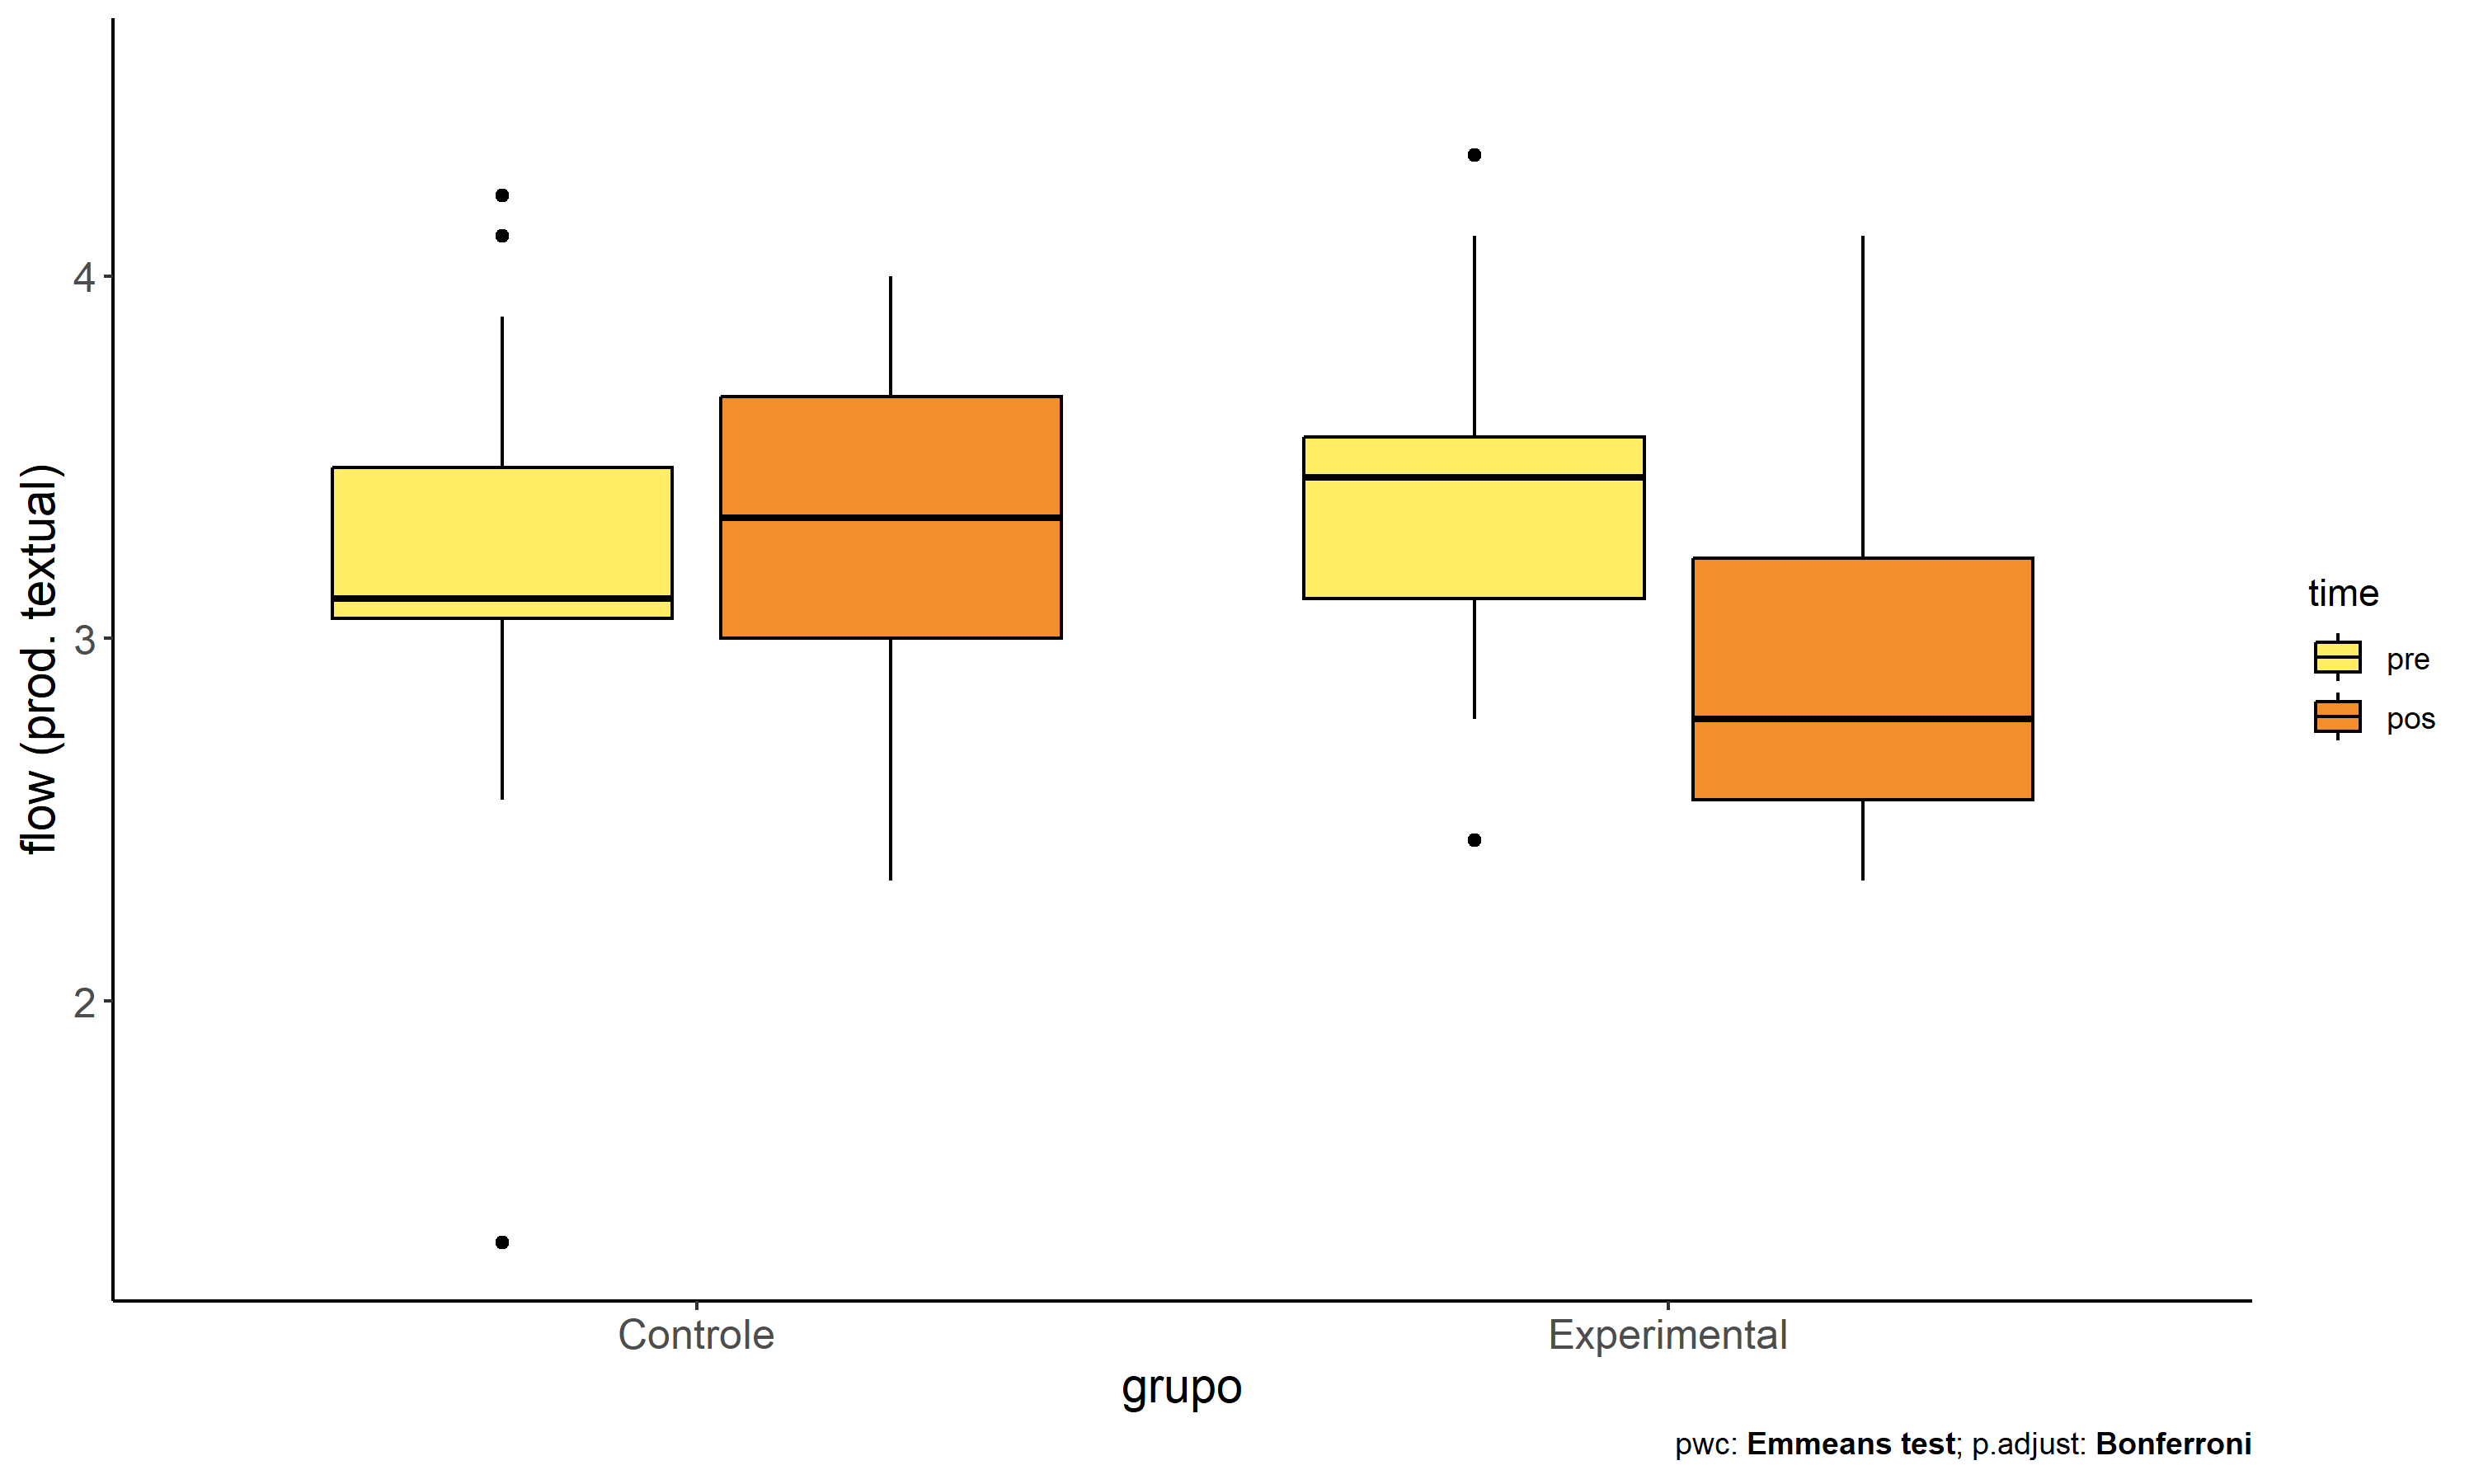 flow (prod. textual)
4
3
2
Controle
Experimental
grupo
time
pre
pos
pwc: Emmeans test; p.adjust: Bonferroni